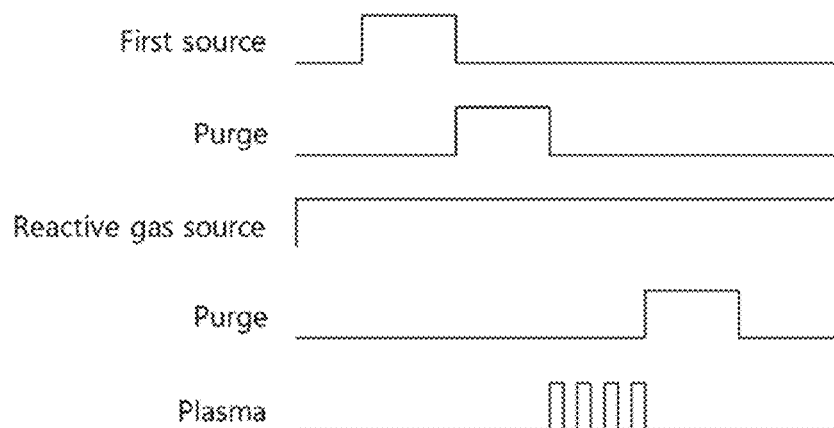 First source
Purge
Reactive gas source
Purge
Plasma